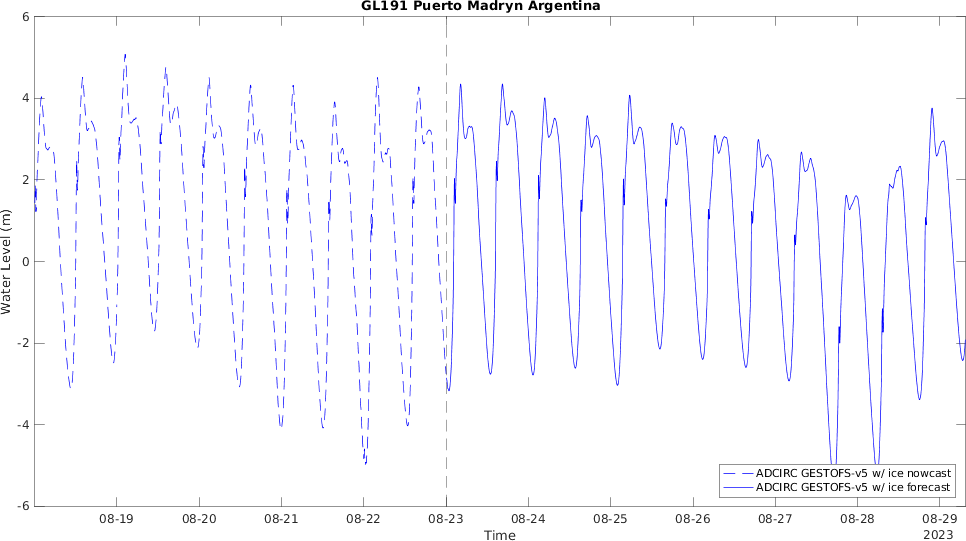 GL191 Puerto Madryn Argentina
6
4
2
0
-2
-4
-6
Water Level (m)
ADCIRC GESTOFS-v5 w/ ice nowcast
ADCIRC GESTOFS-v5 w/ ice forecast
08-19 08-20 08-21 08-22 08-23 08-24 08-25 08-26 08-27 08-28 08-29
Time 2023